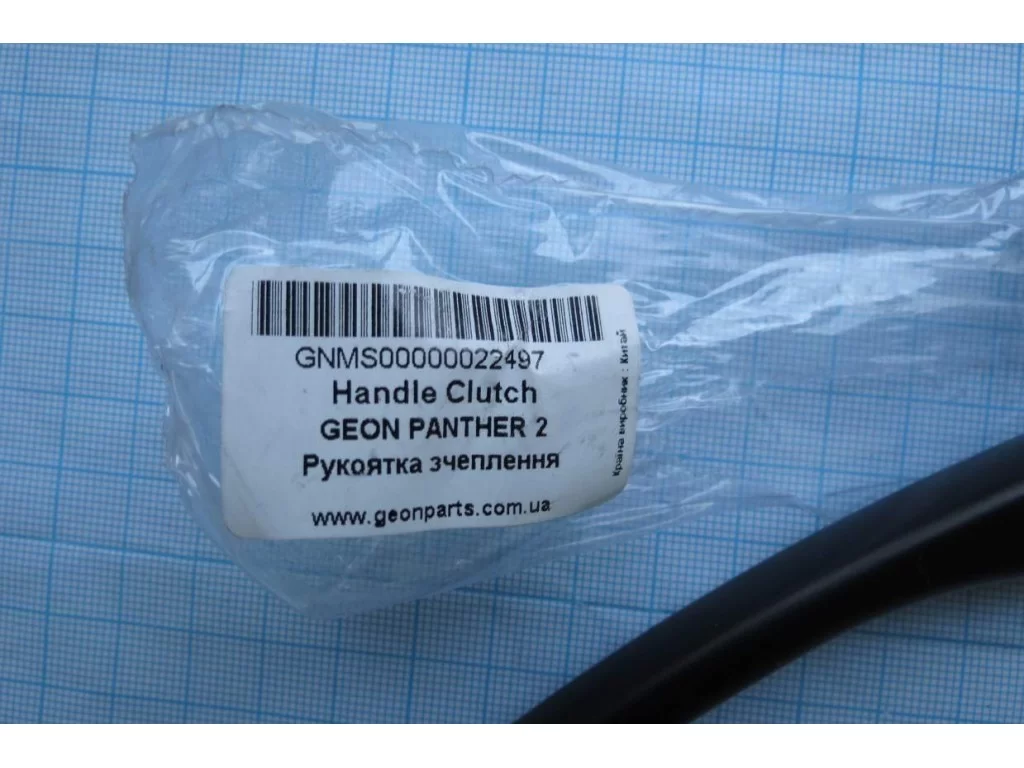 GNMS00000022497
Handle Clutch
GEON PANTHER 2
Рукоятка зчеплення
www.geonparts.com.ua
Країна виробник : Китай